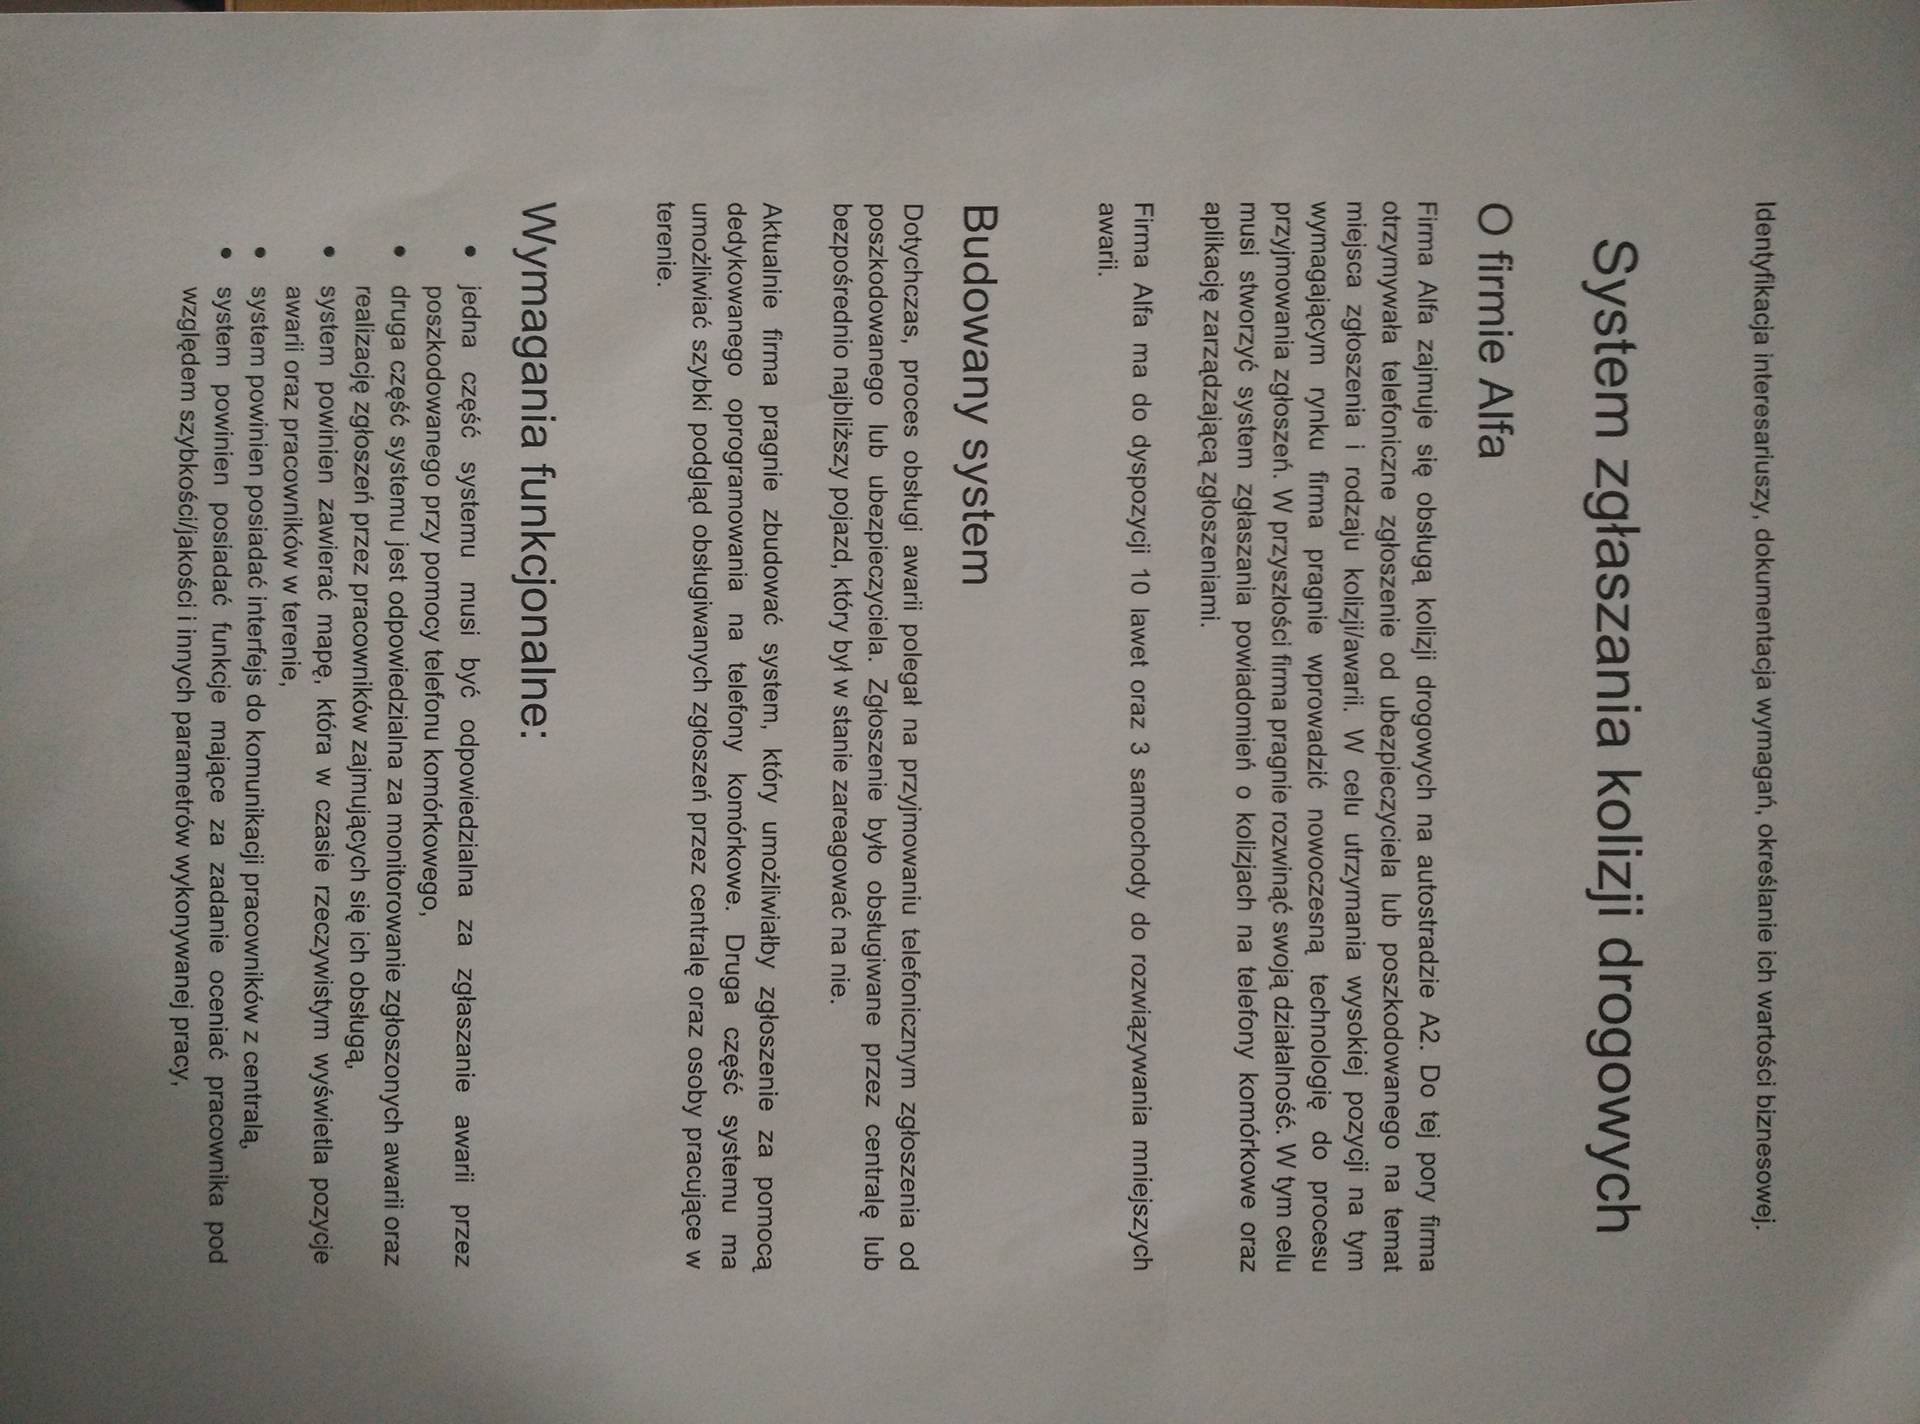 Identyfikacja interesariuszy, dokumentacja wymagań, określanie ich wartości biznesowej.
System zgłaszania kolizji drogowych
O firmie Alfa
Firma Alfa zajmuje się obsługą kolizji drogowych na autostradzie A2. Do tej pory firma
otrzymywała telefoniczne zgłoszenie od ubezpieczyciela lub poszkodowanego na temat
miejsca zgłoszenia i rodzaju kolizji/awarii. W celu utrzymania wysokiej pozycji na tym
wymagającym rynku firma pragnie wprowadzić nowoczesną technologię do procesu
przyjmowania zgłoszeń. W przyszłości firma pragnie rozwinąć swoją działalność. W tym celu
musi stworzyć system zgłaszania powiadomień o kolizjach na telefony komórkowe oraz
aplikację zarządzającą zgłoszeniami.
Firma Alfa ma do dyspozycji 10 lawet oraz 3 samochody do rozwiązywania mniejszych
awarii.
Budowany system
Dotychczas, proces obsługi awarii polegał na przyjmowaniu telefonicznym zgłoszenia od
poszkodowanego lub ubezpieczyciela. Zgłoszenie było obsługiwane przez centralę lub
bezpośrednio najbliższy pojazd, który był w stanie zareagować na nie.
Aktualnie firma pragnie zbudować system, który umożliwiałby zgłoszenie za pomocą
dedykowanego oprogramowania na telefony komórkowe. Druga część systemu ma
umożliwiać szybki podgląd obsługiwanych zgłoszeń przez centralę oraz osoby pracujące w
terenie.
Wymagania funkcjonalne:
• jedna część systemu musi być odpowiedzialna za zgłaszanie awarii przez
poszkodowanego przy pomocy telefonu komórkowego,
• druga część systemu jest odpowiedzialna za monitorowanie zgłoszonych awarii oraz
realizację zgłoszeń przez pracowników zajmujących się ich obsługą,
• system powinien zawierać mapę, która w czasie rzeczywistym wyświetla pozycje
awarii oraz pracowników w terenie,
• system powinien posiadać interfejs do komunikacji pracowników z centralą,
• system powinien posiadać funkcje mające za zadanie oceniać pracownika pod
względem szybkości/jakości i innych parametrów wykonywanej pracy,